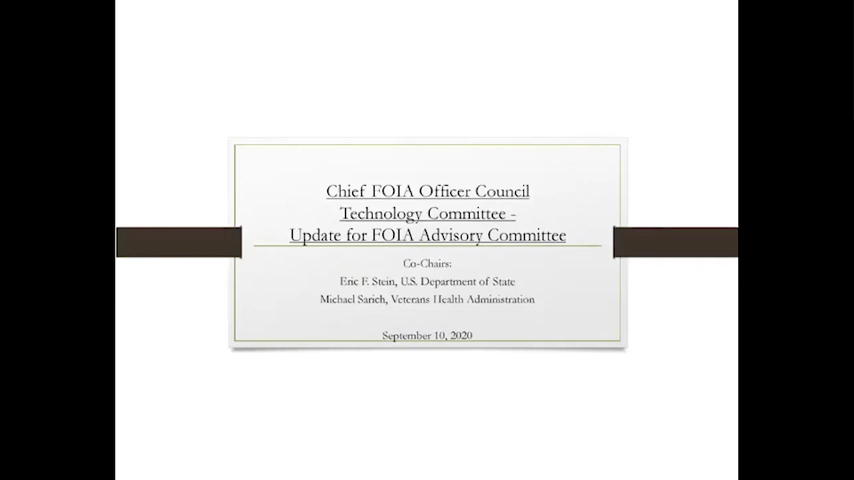 Chief FOIA Officer Council
Technology Committee -
Update for FOIA Advisory Committee
Co-Chairs:
Eric F. Stein, U.S. Department of State
Michael Sarich, Veterans Health Administration
September 10, 2020